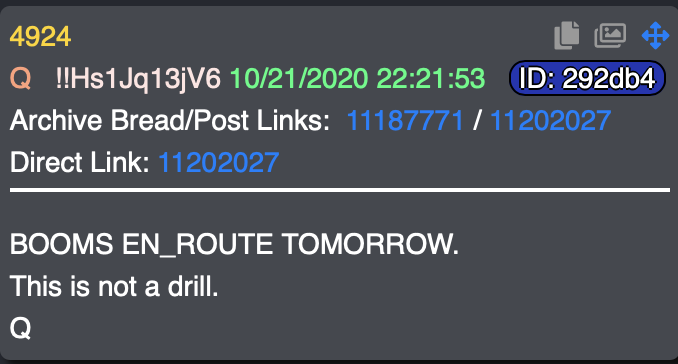 4924
Q !!Hs1Jq13jV6 10/21/2020 22:21:53 ID: 292db4
Archive Bread/Post Links: 11187771 / 11202027
Direct Link: 11202027
BOOMS EN_ROUTE TOMORROW.
This is not a drill.
Q